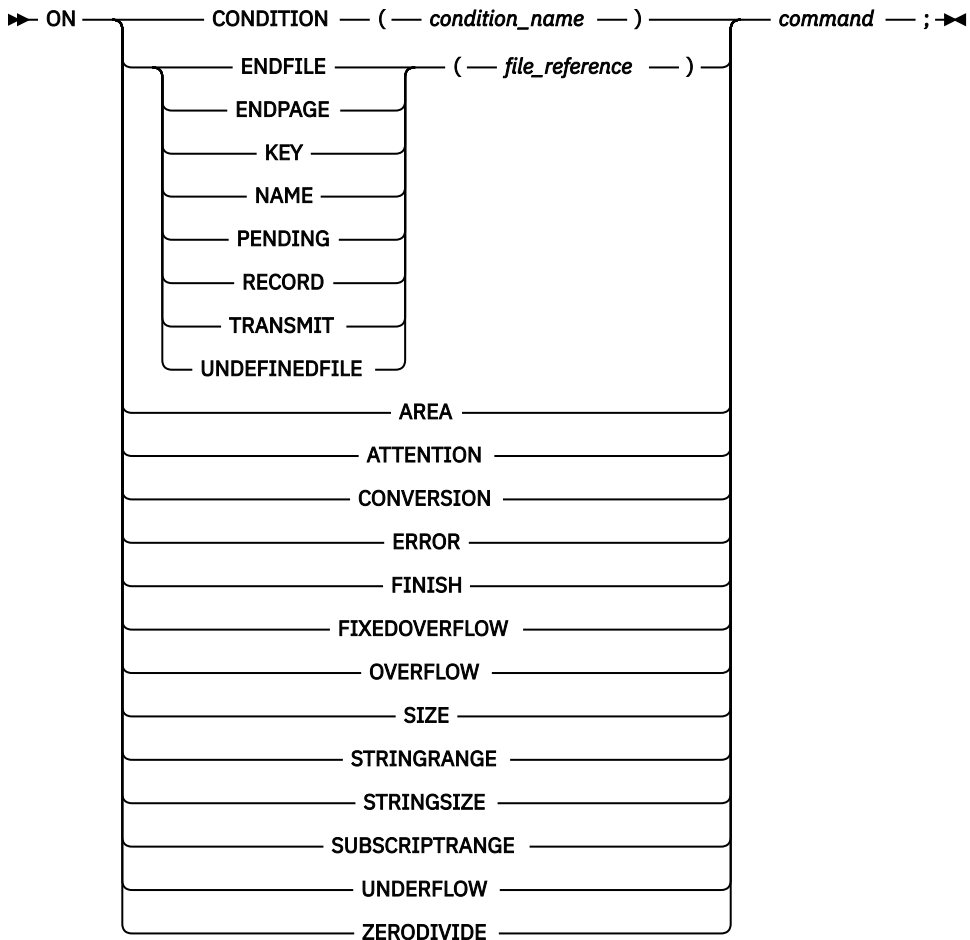 ON CONDITION ( condition_name ) command ;
ENDFILE ( file_reference )
ENDPAGE
KEY
NAME
PENDING
RECORD
TRANSMIT
UNDEFINEDFILE
AREA
ATTENTION
CONVERSION
ERROR
FINISH
FIXEDOVERFLOW
OVERFLOW
SIZE
STRINGRANGE
STRINGSIZE
SUBSCRIPTRANGE
UNDERFLOW
ZERODIVIDE